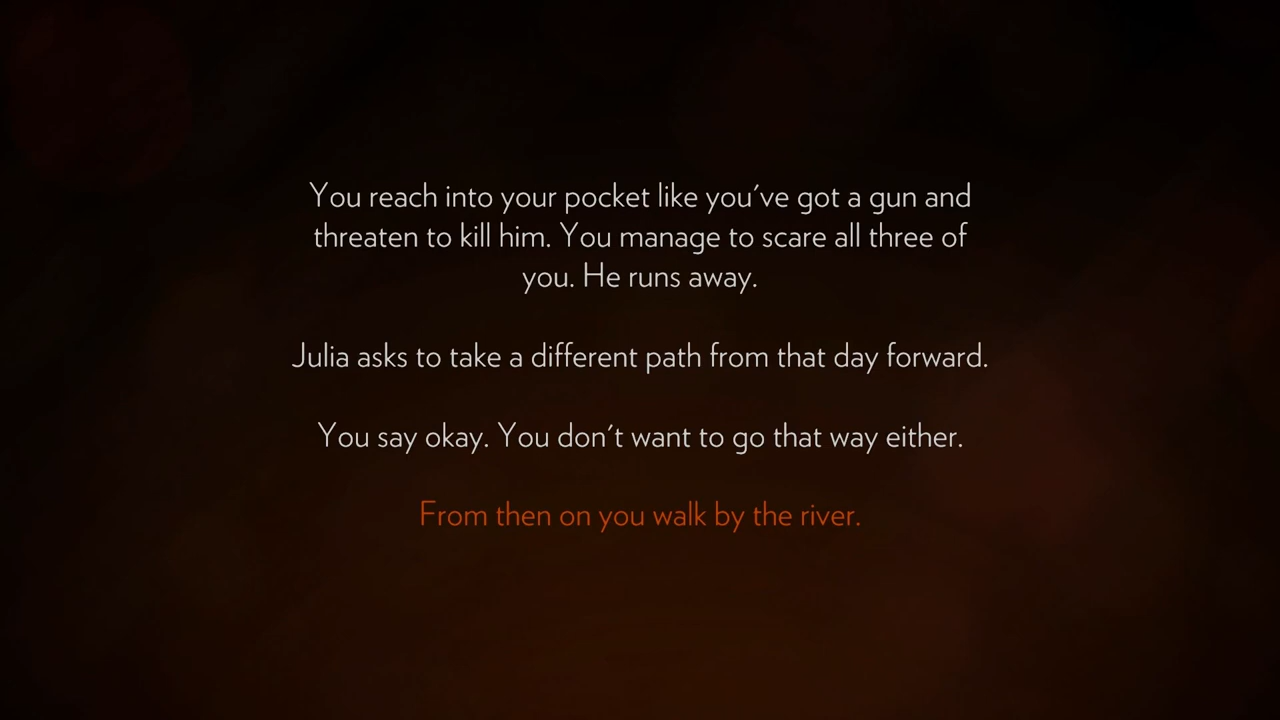 You reach into your pocket like you've got a gun and
threaten to kill him. You manage to scare all three of
you. He runs away.
Julia asks to take a different path from that day forward.
You say okay. You don't want to go that way either.
From then on you walk by the river.